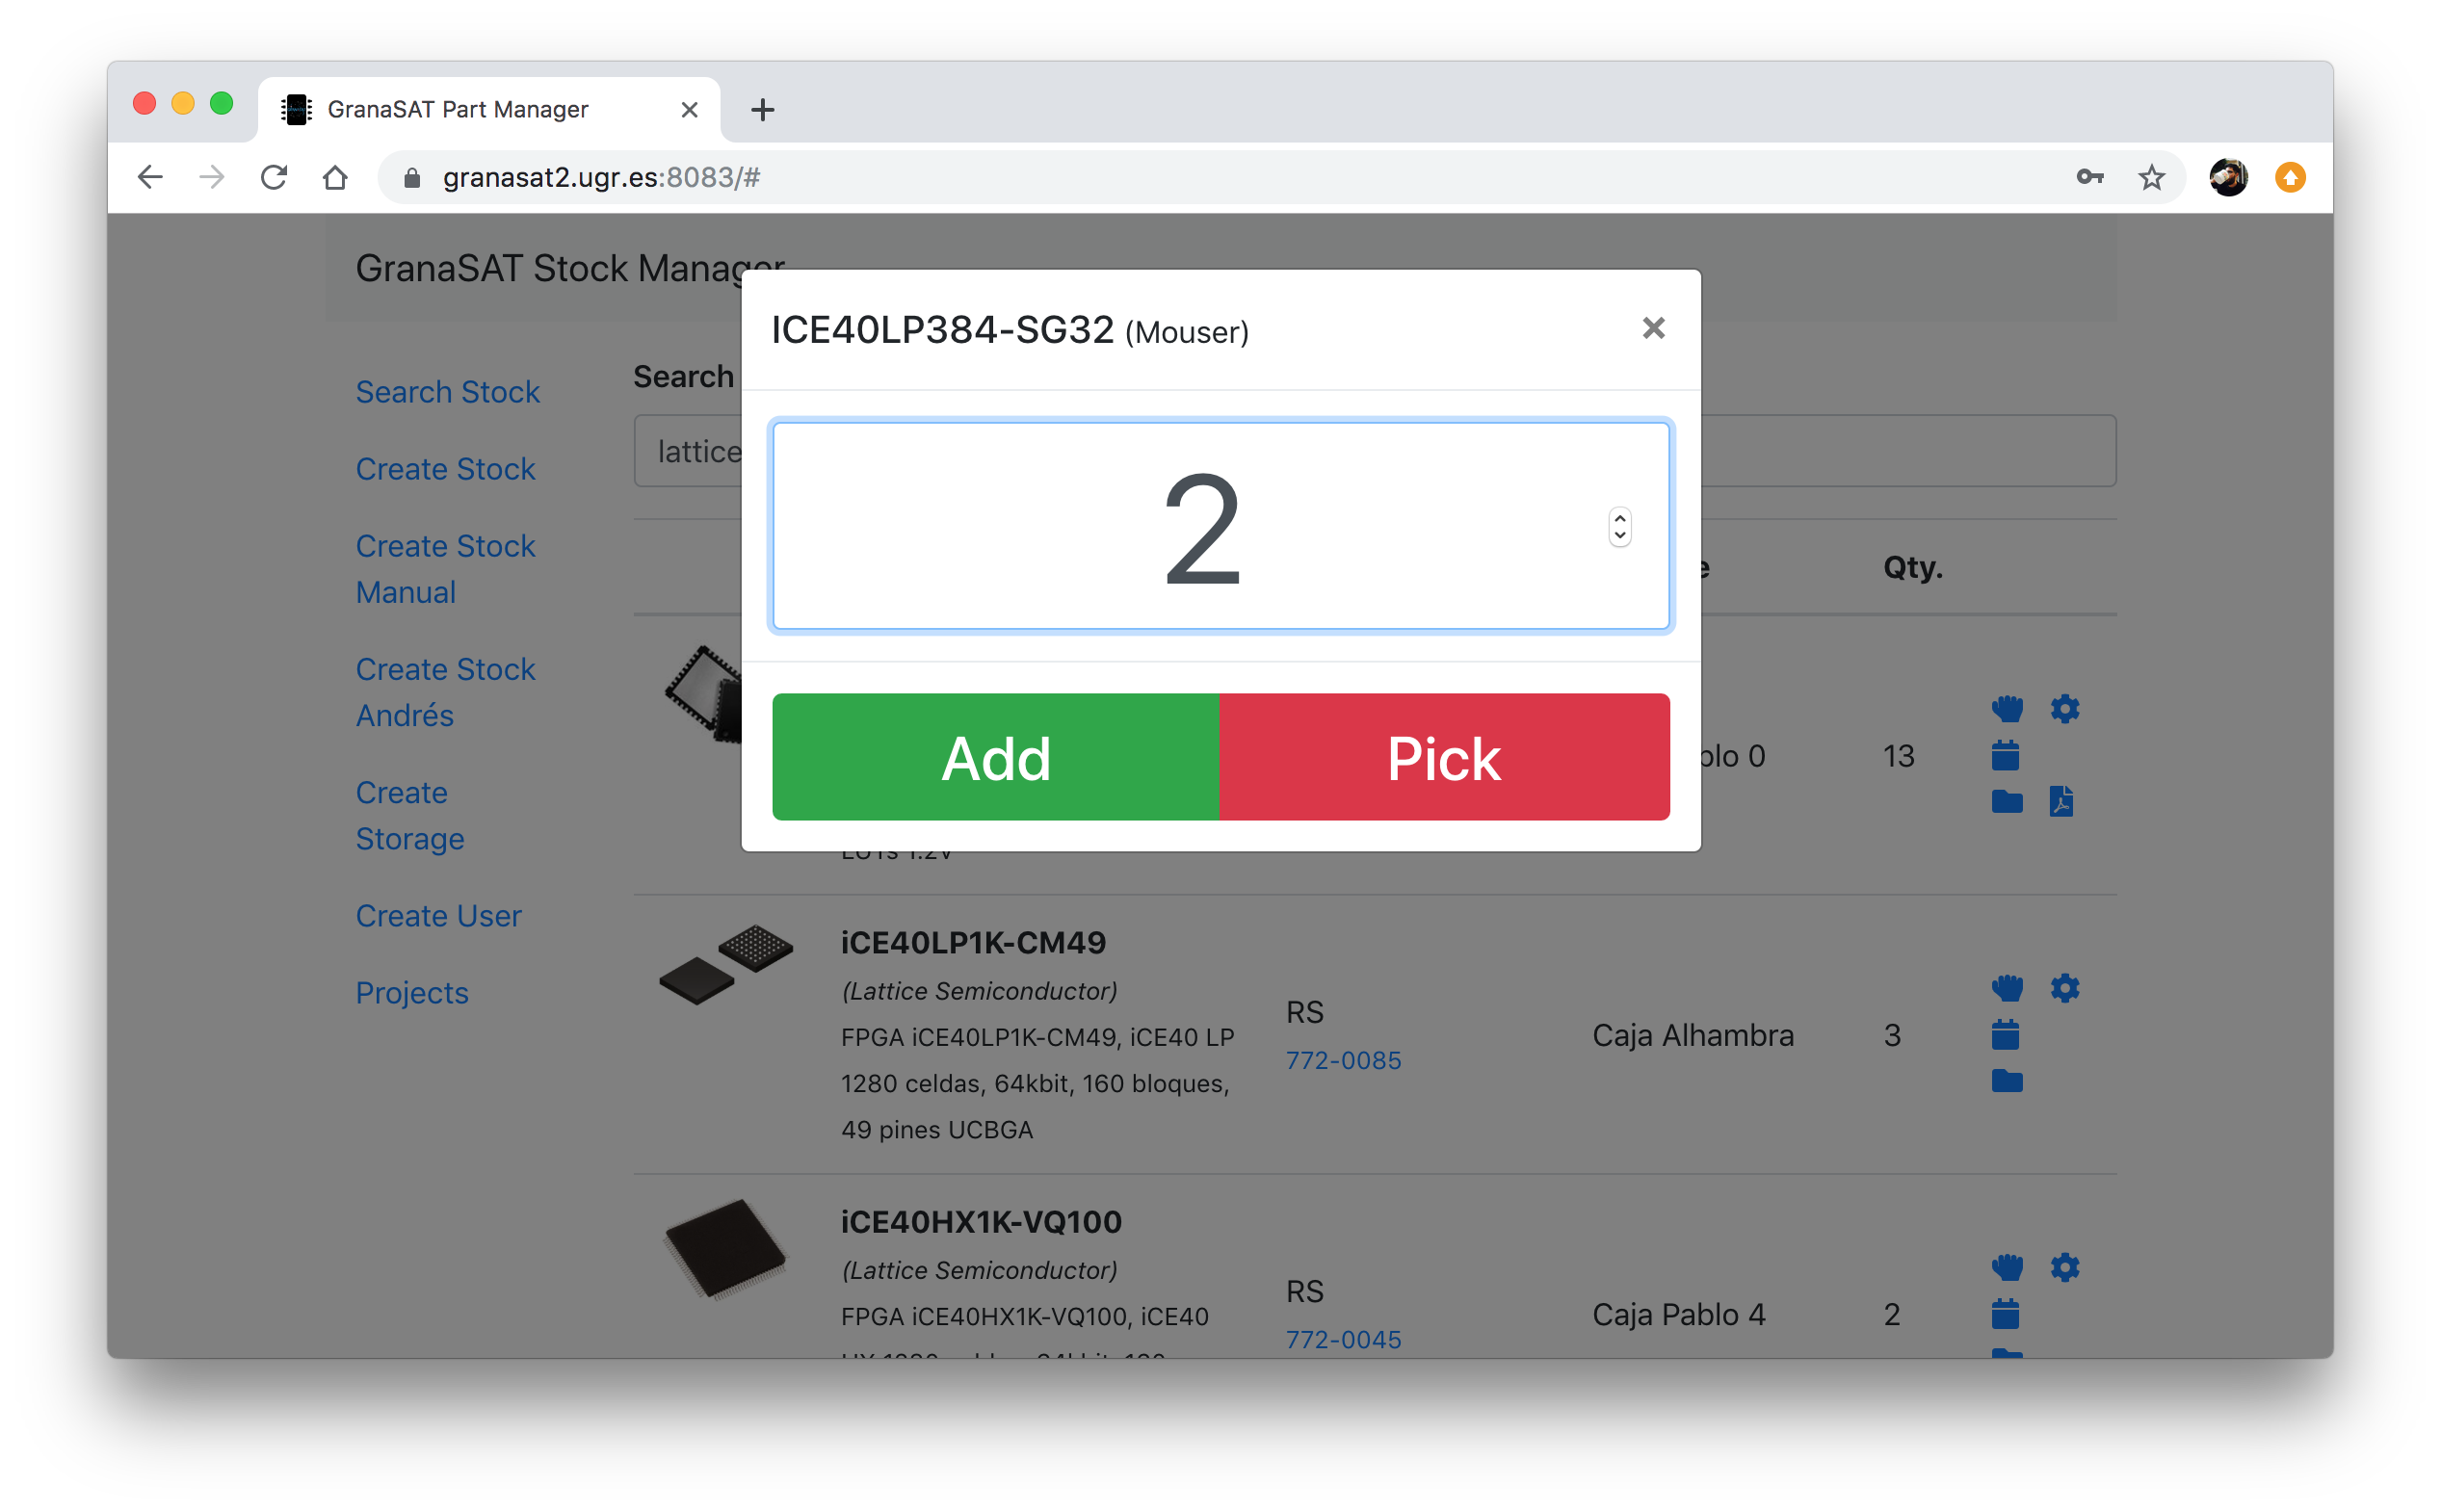 GranaSAT Part Manager
granasat2.ugr.es:8083/#
GranaSAT Stock Manager
ICE40LP384-SG32 (Mouser)
2
Add
Pick
Search Stock
Create Stock
Create Stock
Manual
Create Stock
Andrés
Create
Storage
Create User
Projects
Search
lattice
Qty.
0
13
LUTs 1.2V
iCE40LP1K-CM49
(Lattice Semiconductor)
FPGA iCE40LP1K-CM49, iCE40 LP
1280 celdas, 64kbit, 160 bloques,
49 pines UCBGA
RS
772-0085
Caja Alhambra
3
iCE40HX1K-VQ100
(Lattice Semiconductor)
FPGA iCE40HX1K-VQ100, iCE40
RS
772-0045
Caja Pablo 4
2